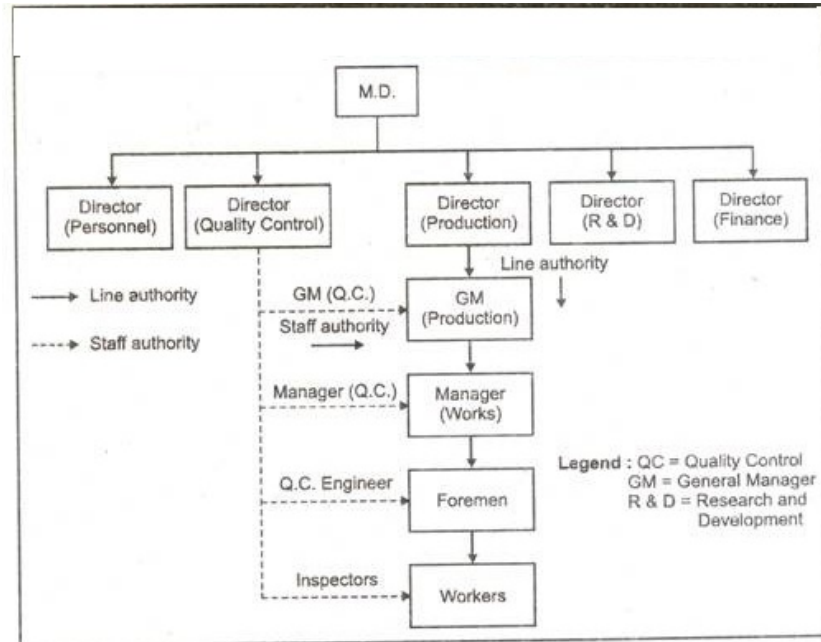 M.D.
Director
(Personnel)
Director
(Quality Control)
Director
(Production)
Director
(R & D)
Director
(Finance)
Line authority
Line authority
Staff authority
GM (Q.C.)
Staff authority
GM
(Production)
Manager (Q.C.)
Manager
(Works)
Q.C. Engineer
Foremen
Inspectors
Workers
Legend : QC = Quality Control
GM = General Manager
R & D = Research and
Development